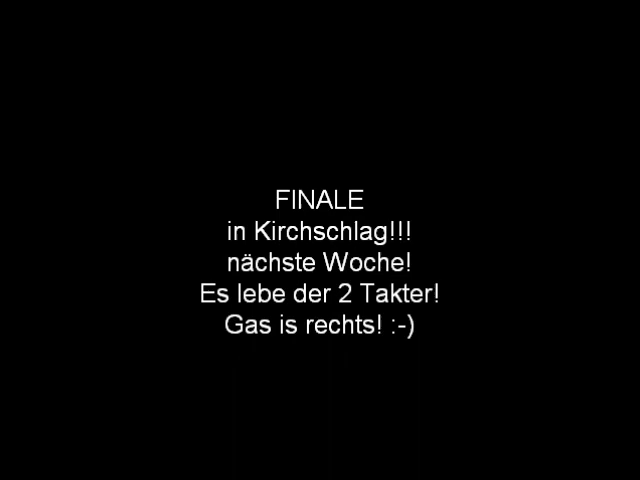 FINALE
in Kirchschlag!!!
nächste Woche!
Es lebe der 2 Takter!
Gas is rechts! :-)